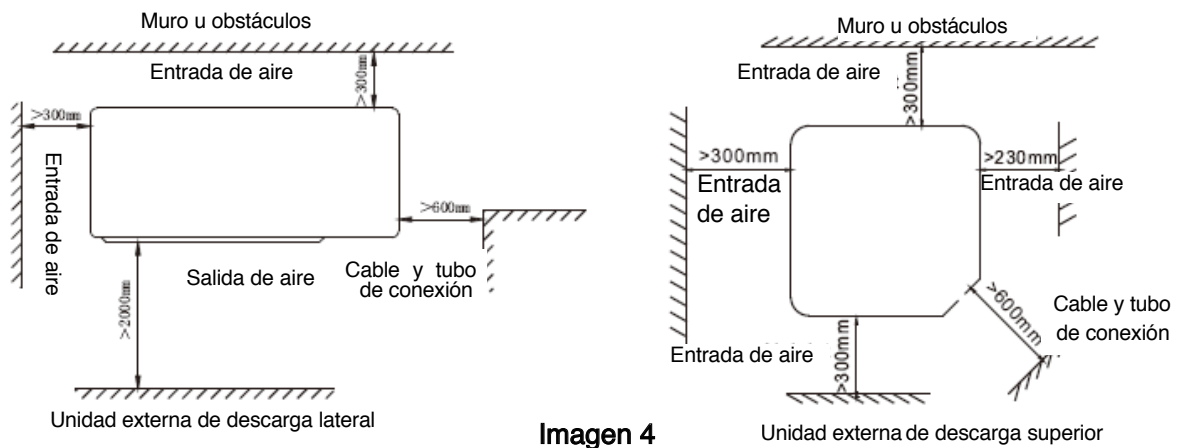 Muro u obstáculos
Entrada de aire
>300mm
>300mm
Entrada de aire
>600mm
Salida de aire
Cable y tubo
de conexión
>2000mm
Unidad externa de descarga lateral
Muro u obstáculos
Entrada de aire
>300mm
>300mm
Entrada
de aire
>230mm
Entrada de aire
>600mm
Cable y tubo
de conexión
Entrada de aire
>300mm
Unidad externa de descarga superior
Imagen 4